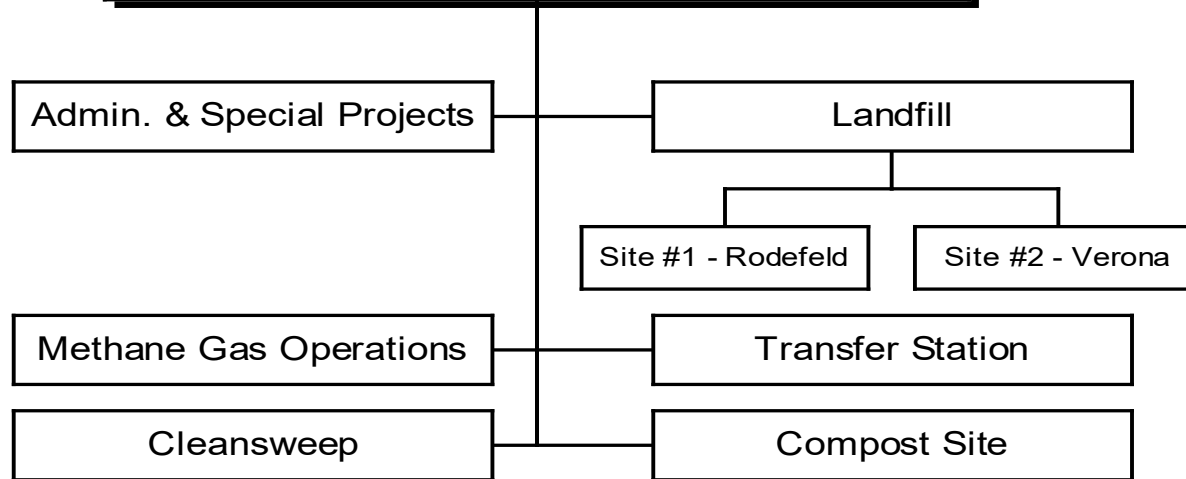 Admin. & Special Projects
Landfill
Site #1 - Rodefeld
Site #2 - Verona
Methane Gas Operations
Transfer Station
Cleansweep
Compost Site